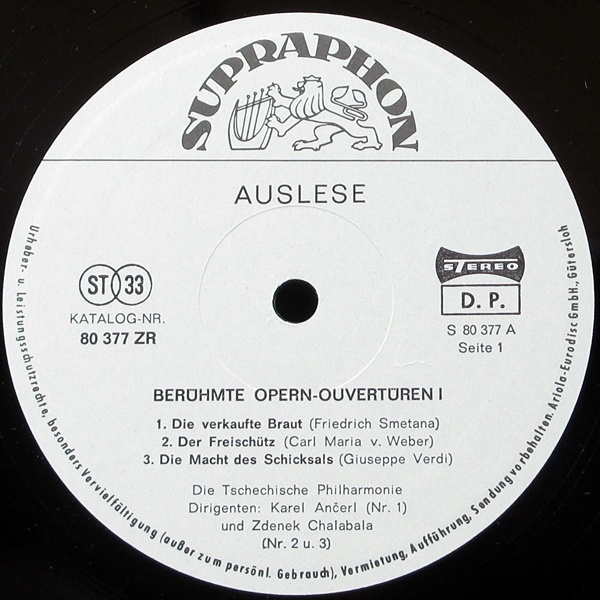 SUPRAPHON
AUSLESE
ST 33
KATALOG-NR.
80 377 ZR
STEREO
D. P.
S 80 377 A
Seite 1
BERÜHMTE OPERN-OUVERTÜREN I
1. Die verkaufte Braut (Friedrich Smetana)
2. Der Freischütz (Carl Maria v. Weber)
3. Die Macht des Schicksals (Giuseppe Verdi)
Die Tschechische Philharmonie
Dirigenten: Karel Ančerl (Nr. 1)
und Zdenek Chalabala
(Nr. 2 u. 3)
Urheber- u. Leistungsschutzrechte, besonders Vervielfältigung (außer zum persönl. Gebrauch), Vermietung, Aufführung, Sendung vorbehalten. Ariola-Eurodisc GmbH., Gütersloh